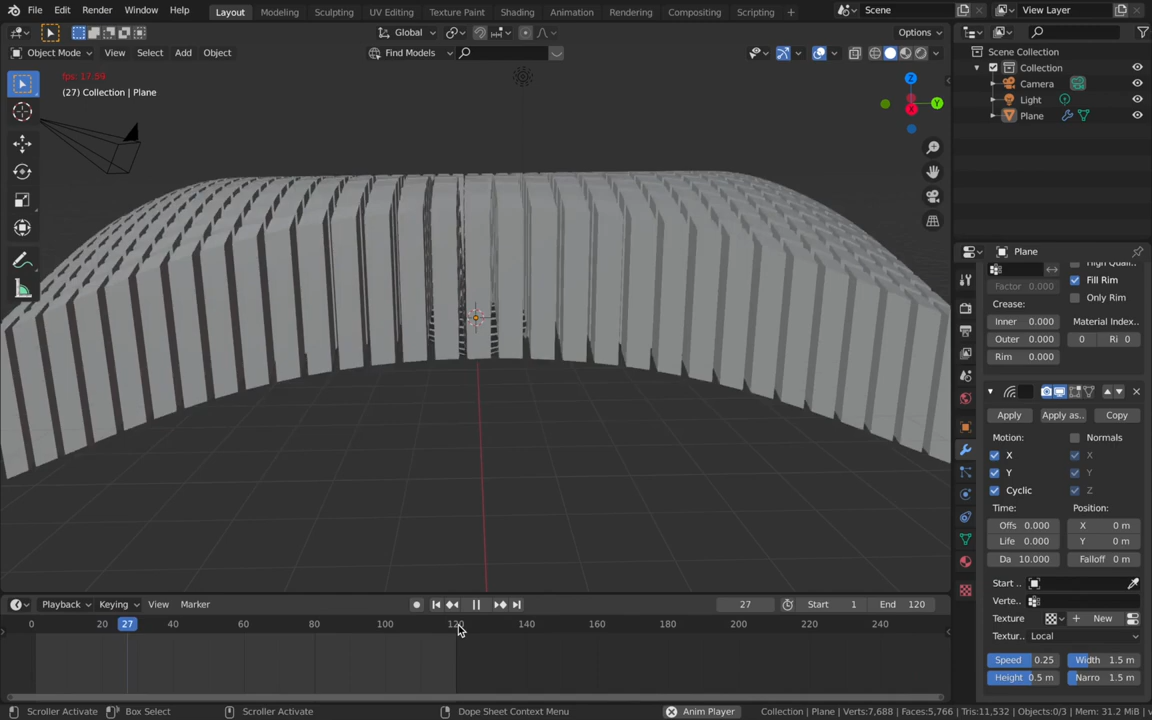 File Edit Render Window Help Layout Modeling Sculpting UV Editing Texture Paint Shading Animation Rendering Compositing Scripting + Scene View Layer
Global Options
Object Mode View Select Add Object Find Models
Scene Collection
Collection
Camera
Light
Plane
fps: 17.59
(27) Collection | Plane
Z
Y
X
Plane
Factor 0.000
Fill Rim
Crease:
Only Rim
Inner 0.000 Material Index..
Outer 0.000 0 Ri 0
Rim 0.000
Apply Apply as.. Copy
Motion: Normals
X X
Y Y
Cyclic Z
Time: Position:
Offs 0.000 X 0 m
Life 0.000 Y 0 m
Da 10.000 Falloff 0 m
Start ..
Verte..
Texture New
Textur.. Local
Speed 0.25 Width 1.5 m
Height 0.5 m Narro 1.5 m
Playback Keying View Marker 27 Start 1 End 120
0 20 27 40 60 80 100 120 140 160 180 200 220 240
Scroller Activate Box Select Scroller Activate Dope Sheet Context Menu Anim Player Collection | Plane | Verts:7,688 | Faces:5,766 | Tris:11,532 | Objects:0/3 | Mem: 31.2 MiB